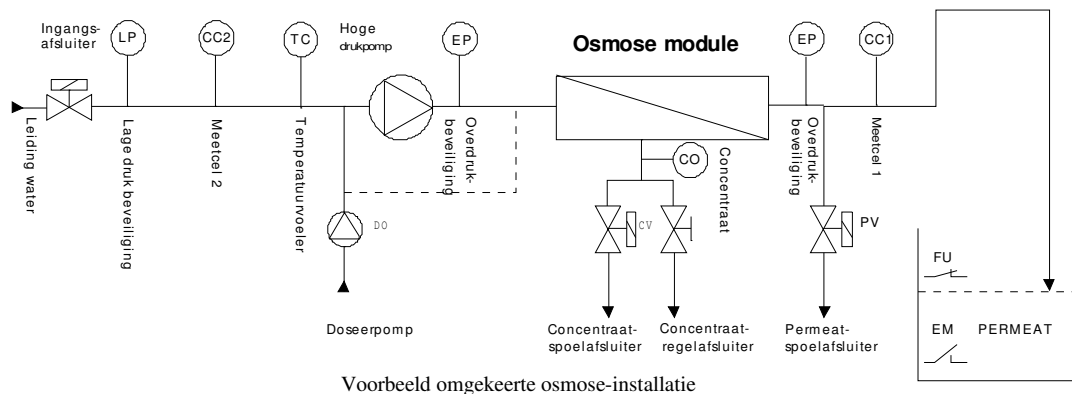 Ingangs-
afsluiter
LP
CC2
TC
Hoge
drukpomp
EP
Osmose module
EP
CC1
Leiding water
Lage druk beveiliging
Meetcel 2
Temperatuurvoeler
Overdruk-
beveiliging
CO
Concentraat
Overdruk-
beveiliging
Meetcel 1
DO
CV
PV
FU
EM
PERMEAT
Doseerpomp
Concentraat-
spoelafsluiter
Concentraat-
regelafsluiter
Permeat-
spoelafsluiter
Voorbeeld omgekeerte osmose-installatie